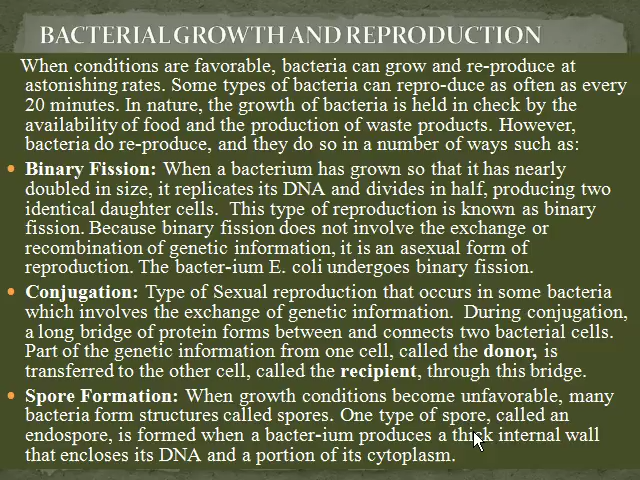 BACTERIAL GROWTH AND REPRODUCTION
When conditions are favorable, bacteria can grow and re-produce at
astonishing rates. Some types of bacteria can repro-duce as often as every
20 minutes. In nature, the growth of bacteria is held in check by the
availability of food and the production of waste products. However,
bacteria do re-produce, and they do so in a number of ways such as:
• Binary Fission: When a bacterium has grown so that it has nearly
doubled in size, it replicates its DNA and divides in half, producing two
identical daughter cells. This type of reproduction is known as binary
fission. Because binary fission does not involve the exchange or
recombination of genetic information, it is an asexual form of
reproduction. The bacter-ium E. coli undergoes binary fission.
• Conjugation: Type of Sexual reproduction that occurs in some bacteria
which involves the exchange of genetic information. During conjugation,
a long bridge of protein forms between and connects two bacterial cells.
Part of the genetic information from one cell, called the donor, is
transferred to the other cell, called the recipient, through this bridge.
• Spore Formation: When growth conditions become unfavorable, many
bacteria form structures called spores. One type of spore, called an
endospore, is formed when a bacter-ium produces a thick internal wall
that encloses its DNA and a portion of its cytoplasm.